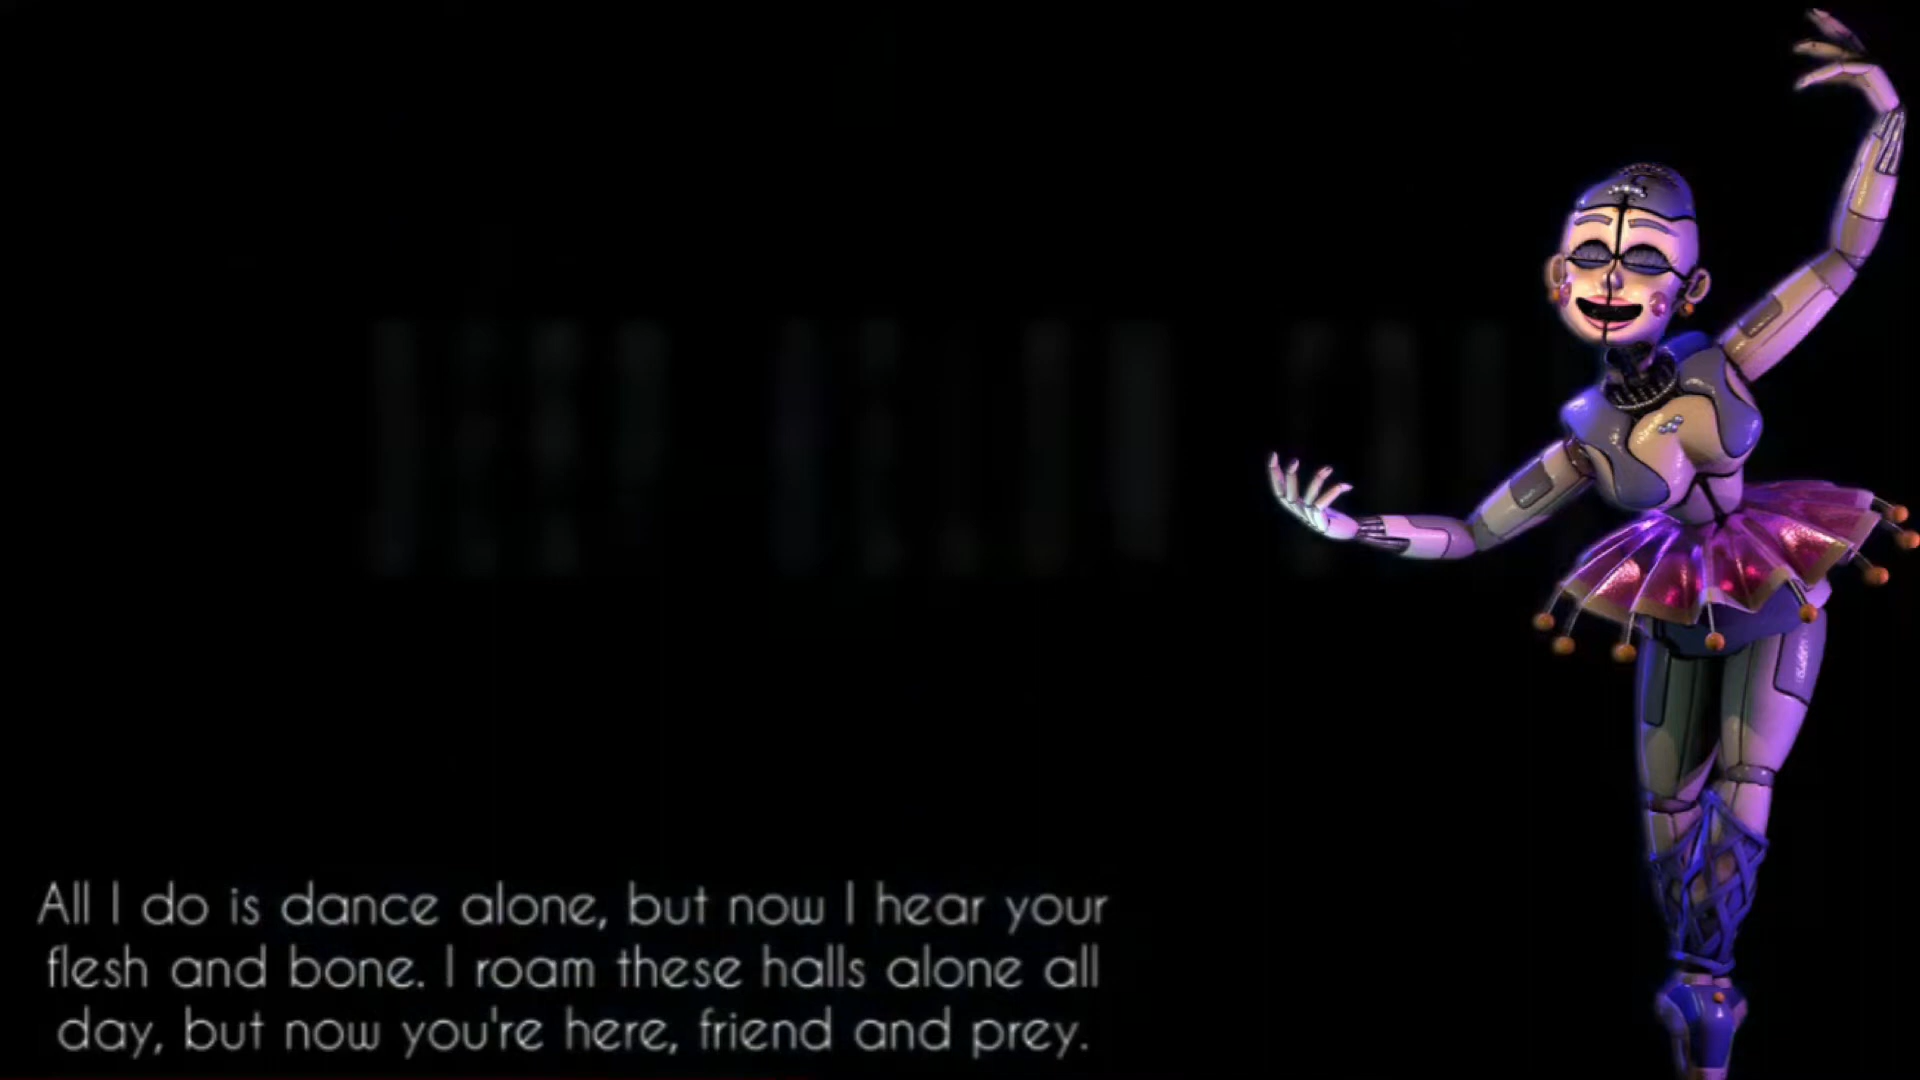 All I do is dance alone, but now I hear your
flesh and bone. I roam these halls alone all
day, but now you're here, friend and prey.